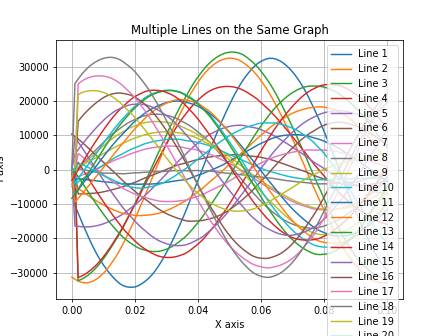 Multiple Lines on the Same Graph
30000
20000
10000
0
−10000
−20000
−30000
0.00
0.02
0.04
0.06
X axis
Line 1
Line 2
Line 3
Line 4
Line 5
Line 6
Line 7
Line 8
Line 9
Line 10
Line 11
Line 12
Line 13
Line 14
Line 15
Line 16
Line 17
Line 18
Line 19
Line 20